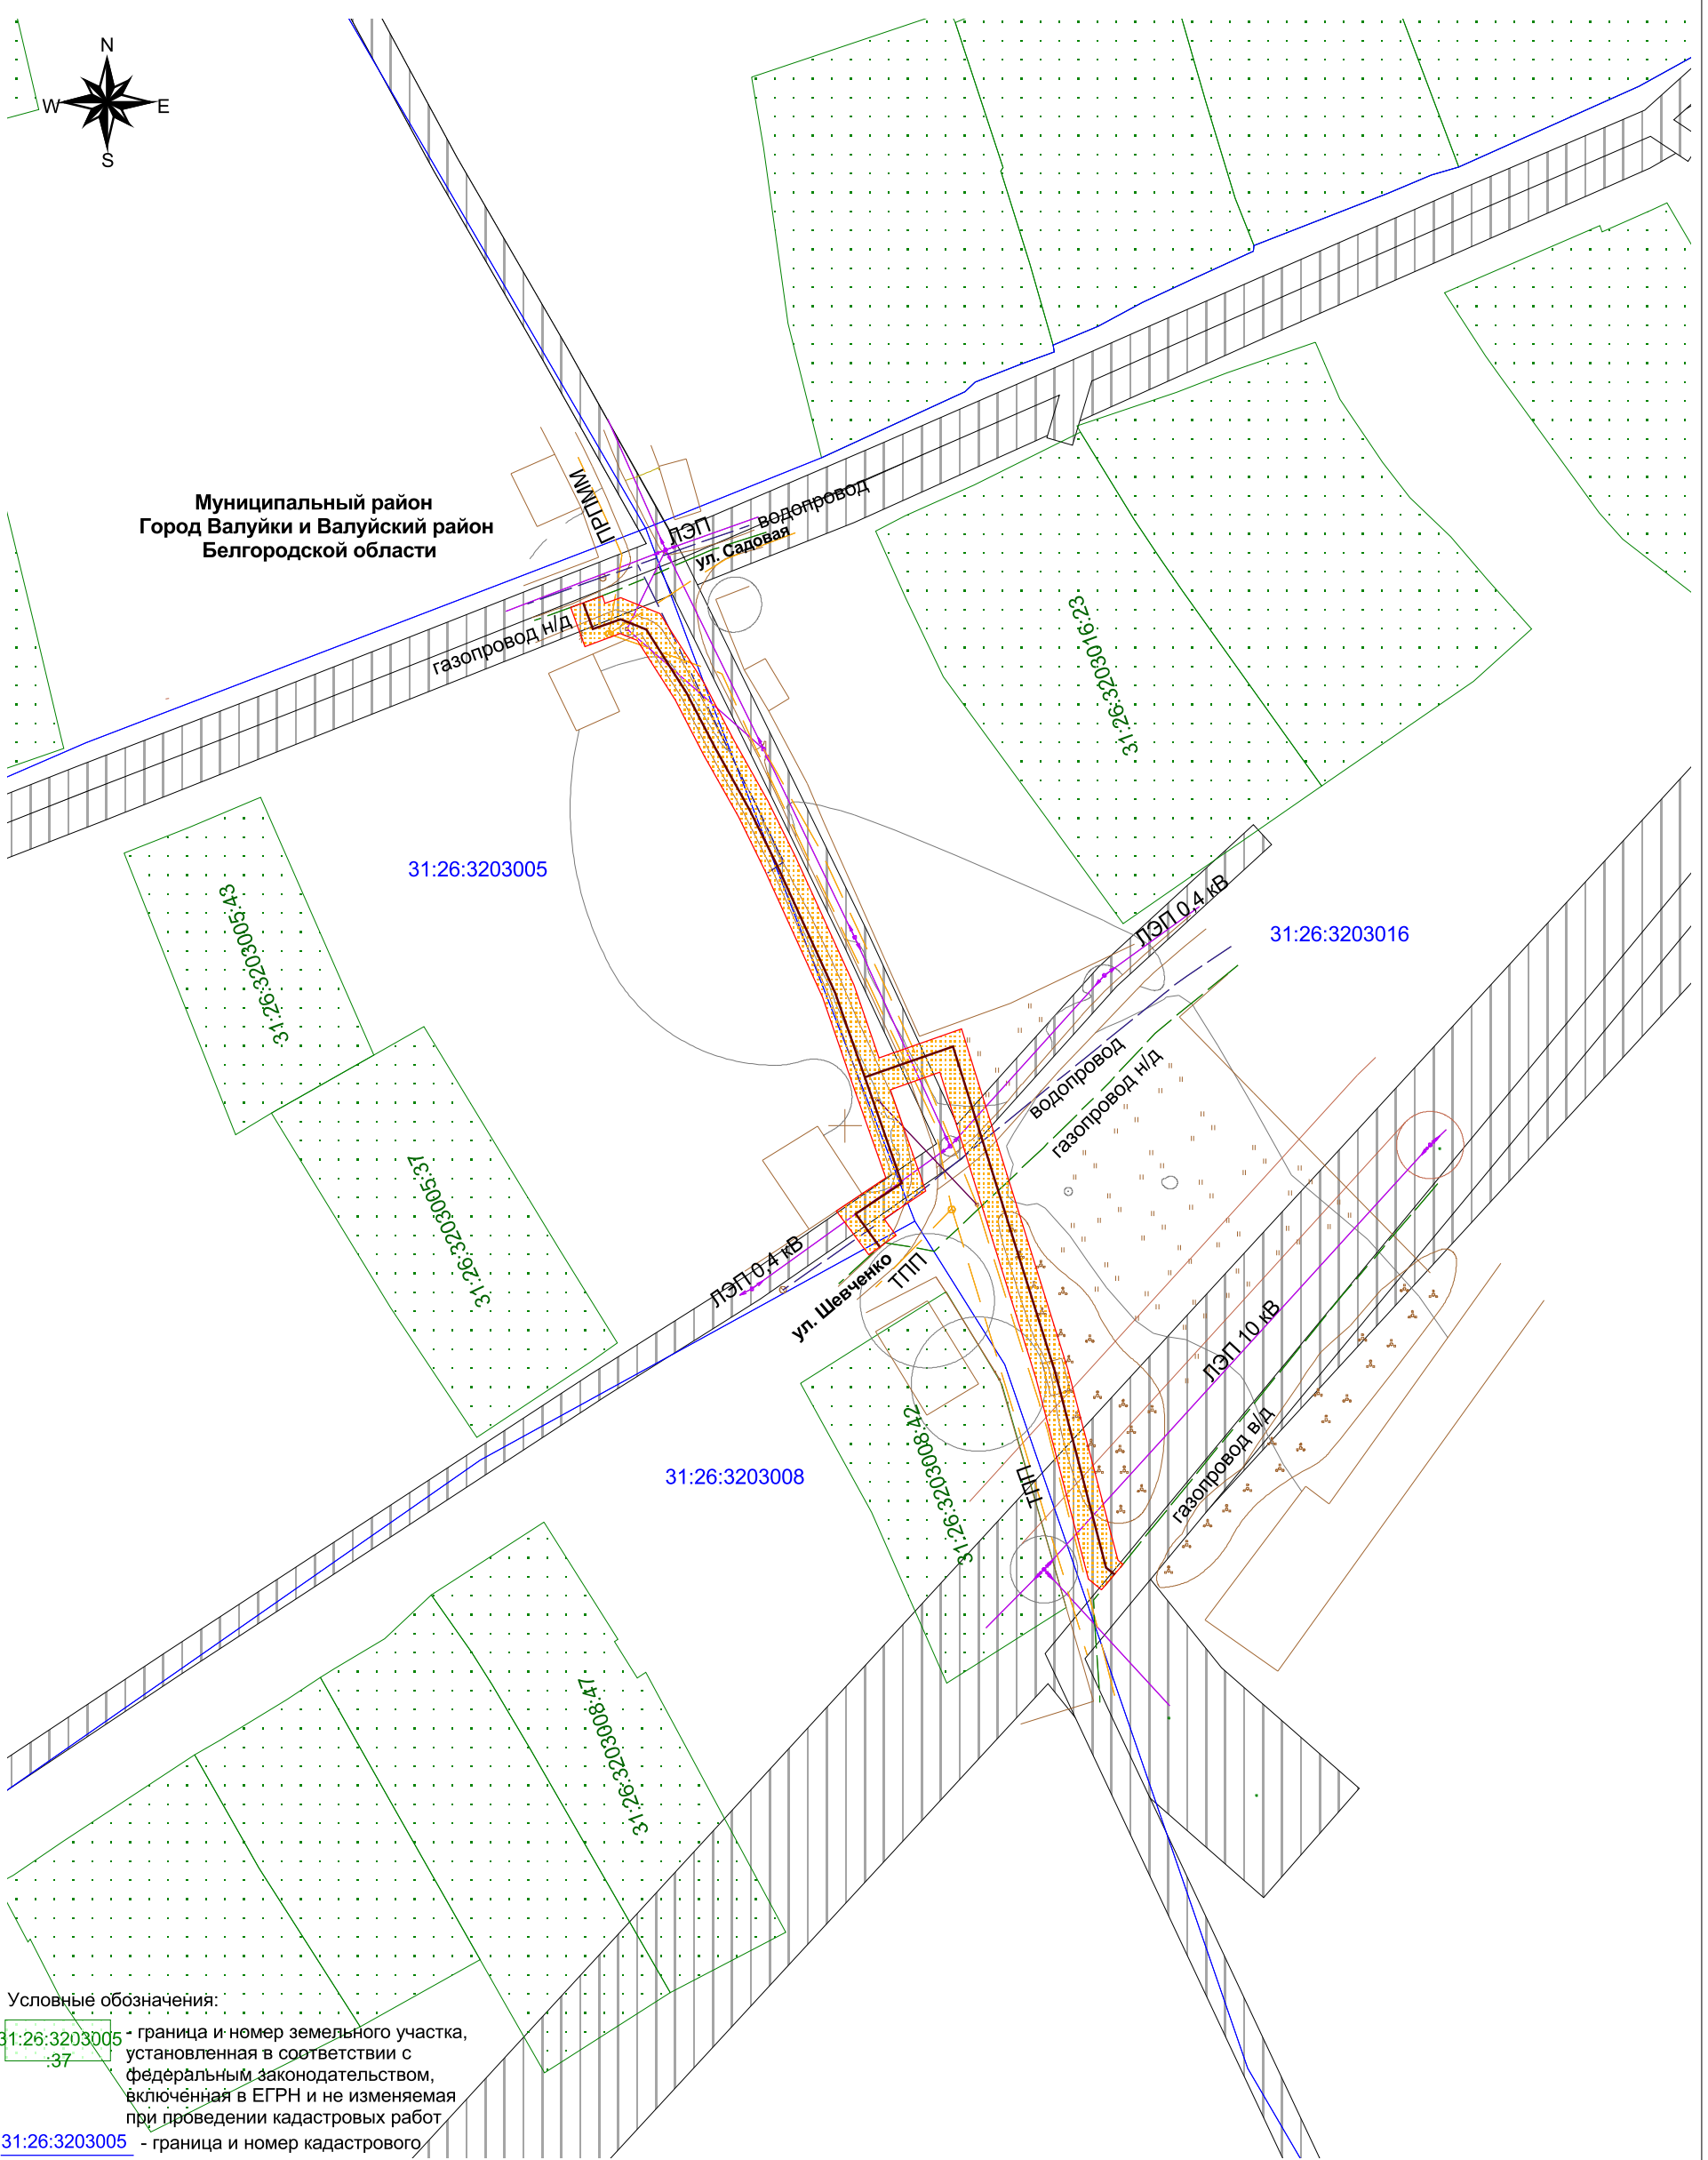 N
W
E
S
Муниципальный район
Город Валуйки и Валуйский район
Белгородской области
ПРПММ
ЛЭП
водопровод
ул. Садовая
газопровод н/д
31:26:3203016:23
31:26:3203005
31:26:3203005:43
ЛЭП 0,4 кВ
31:26:3203016
водопровод
газопровод н/д
31:26:3203005:37
ЛЭП 0,4 кВ
ул. Шевченко
ТПП
ЛЭП 10 кВ
газопровод в/д
31:26:3203008:42
ТПП
31:26:3203008
31:26:3203008:47
Условные обозначения:
31:26:3203005
:37
- граница и номер земельного участка,
установленная в соответствии с
федеральным законодательством,
включенная в ЕГРН и не изменяемая
при проведении кадастровых работ
31:26:3203005 - граница и номер кадастрового